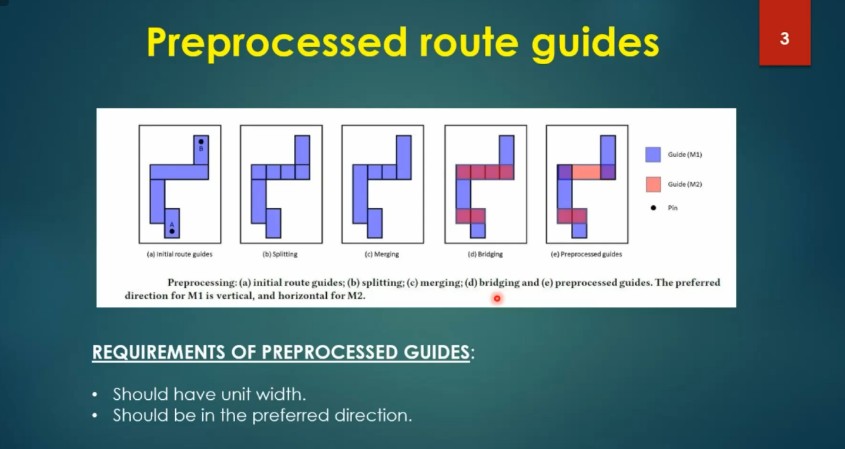 Preprocessed route guides
3
B
A
Guide (M1)
Guide (M2)
Pin
(a) Initial route guides
(b) Splitting
(c) Merging
(d) Bridging
(e) Preprocessed guides
Preprocessing: (a) initial route guides; (b) splitting; (c) merging; (d) bridging and (e) preprocessed guides. The preferred
direction for M1 is vertical, and horizontal for M2.
REQUIREMENTS OF PREPROCESSED GUIDES:
• Should have unit width.
• Should be in the preferred direction.